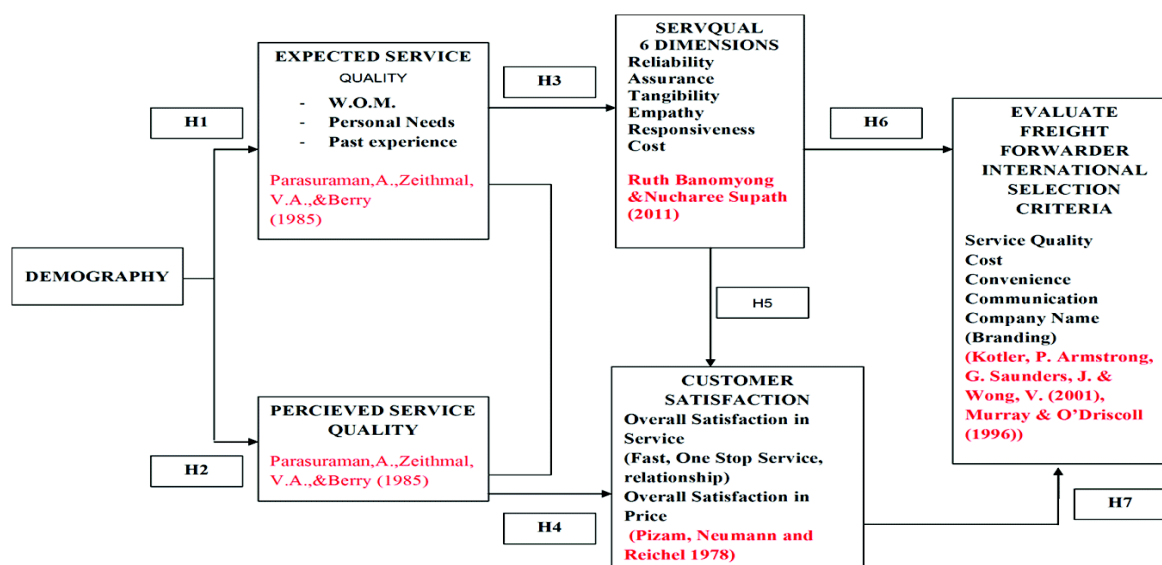 H1
EXPECTED SERVICE
QUALITY
- W.O.M.
- Personal Needs
- Past experience
Parasuraman,A.,Zeithmal,
V.A.,&Berry
(1985)
H3
SERVQUAL
6 DIMENSIONS
Reliability
Assurance
Tangibility
Empathy
Responsiveness
Cost
Ruth Banomyong
&Nucharee Supath
(2011)
H6
EVALUATE
FREIGHT
FORWARDER
INTERNATIONAL
SELECTION
CRITERIA
Service Quality
Cost
Convenience
Communication
Company Name
(Branding)
(Kotler, P. Armstrong,
G. Saunders, J. &
Wong, V. (2001),
Murray & O’Driscoll
(1996))
DEMOGRAPHY
H5
H2
PERCIEVED SERVICE
QUALITY
Parasuraman,A.,Zeithmal,
V.A.,&Berry (1985)
H4
CUSTOMER
SATISFACTION
Overall Satisfaction in
Service
(Fast, One Stop Service,
relationship)
Overall Satisfaction in
Price
(Pizam, Neumann and
Reichel 1978)
H7